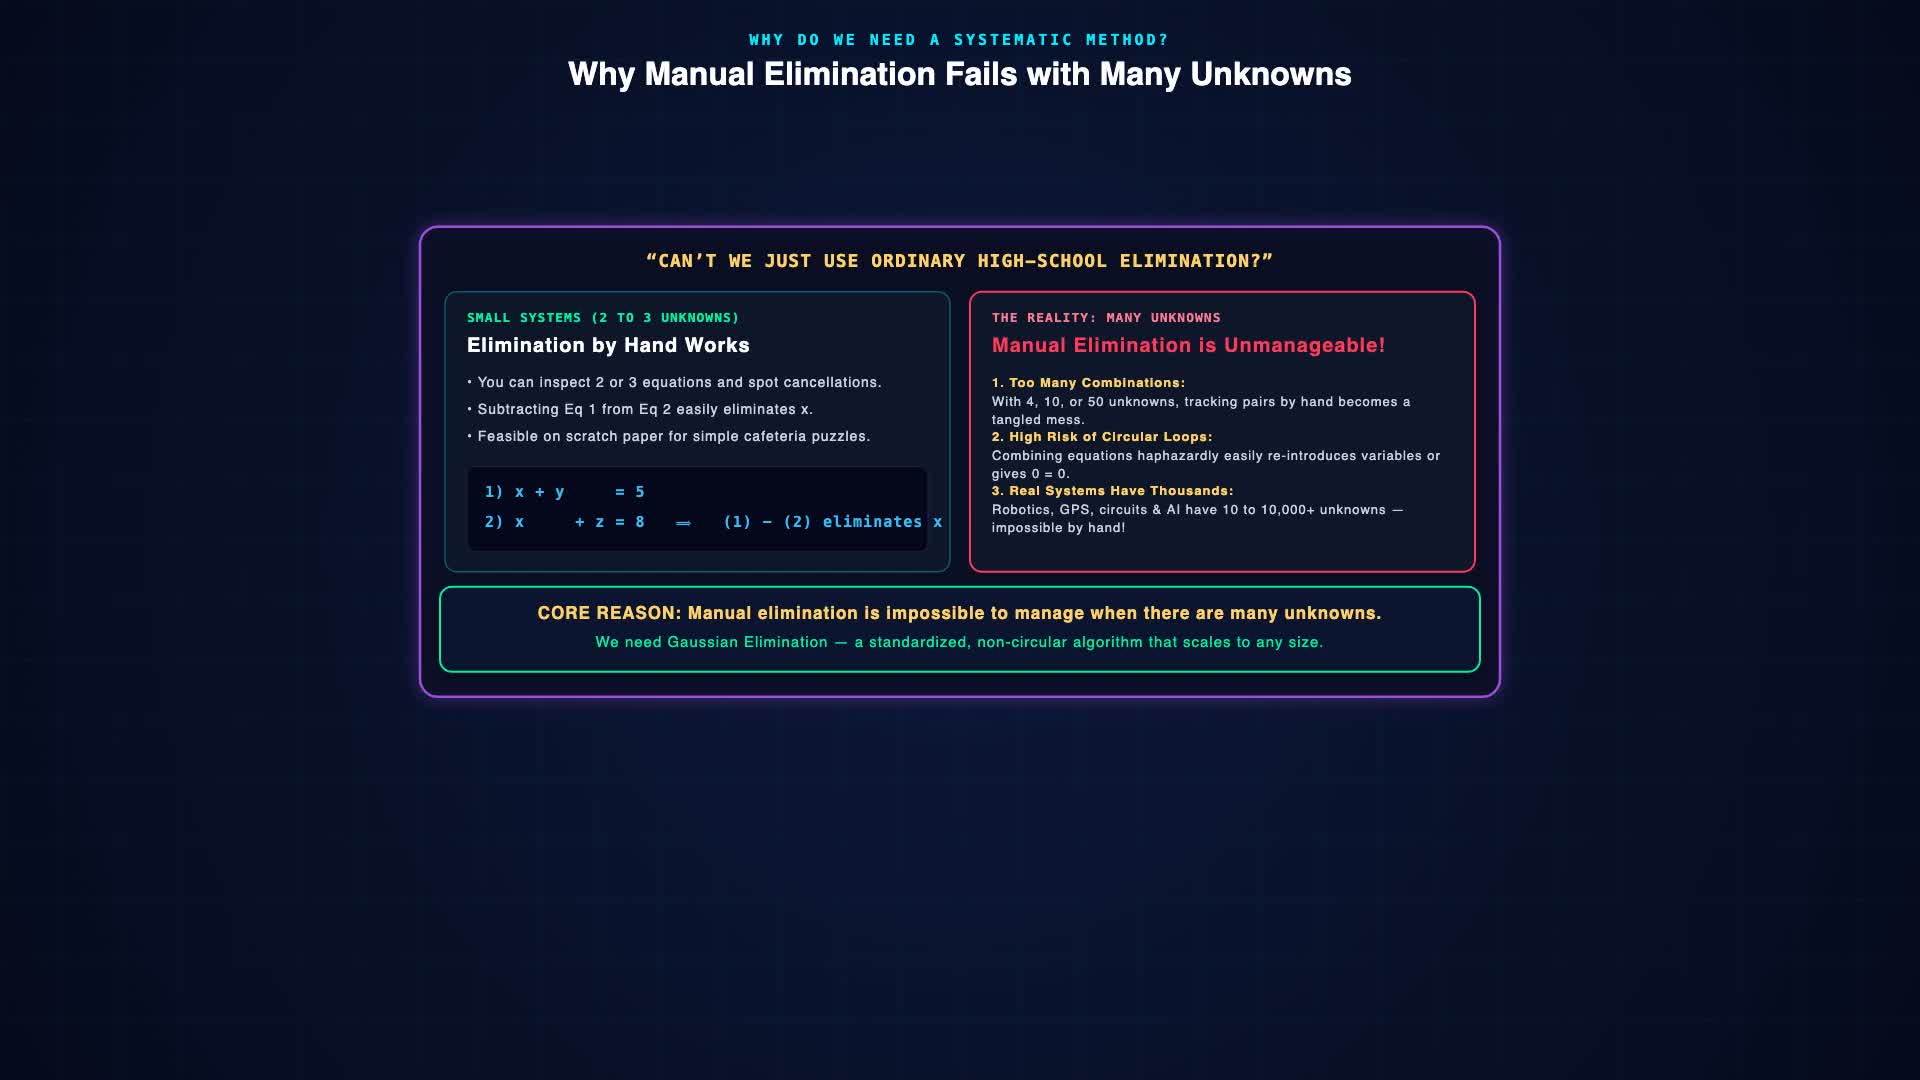 WHY DO WE NEED A SYSTEMATIC METHOD?
Why Manual Elimination Fails with Many Unknowns
“CAN’T WE JUST USE ORDINARY HIGH–SCHOOL ELIMINATION?”
SMALL SYSTEMS (2 TO 3 UNKNOWNS)
Elimination by Hand Works
• You can inspect 2 or 3 equations and spot cancellations.
• Subtracting Eq 1 from Eq 2 easily eliminates x.
• Feasible on scratch paper for simple cafeteria puzzles.
1) x + y     = 5
2) x     + z = 8   ⟹   (1) − (2) eliminates x
THE REALITY: MANY UNKNOWNS
Manual Elimination is Unmanageable!
1. Too Many Combinations:
With 4, 10, or 50 unknowns, tracking pairs by hand becomes a
tangled mess.
2. High Risk of Circular Loops:
Combining equations haphazardly easily re-introduces variables or
gives 0 = 0.
3. Real Systems Have Thousands:
Robotics, GPS, circuits & AI have 10 to 10,000+ unknowns —
impossible by hand!
CORE REASON: Manual elimination is impossible to manage when there are many unknowns.
We need Gaussian Elimination — a standardized, non-circular algorithm that scales to any size.